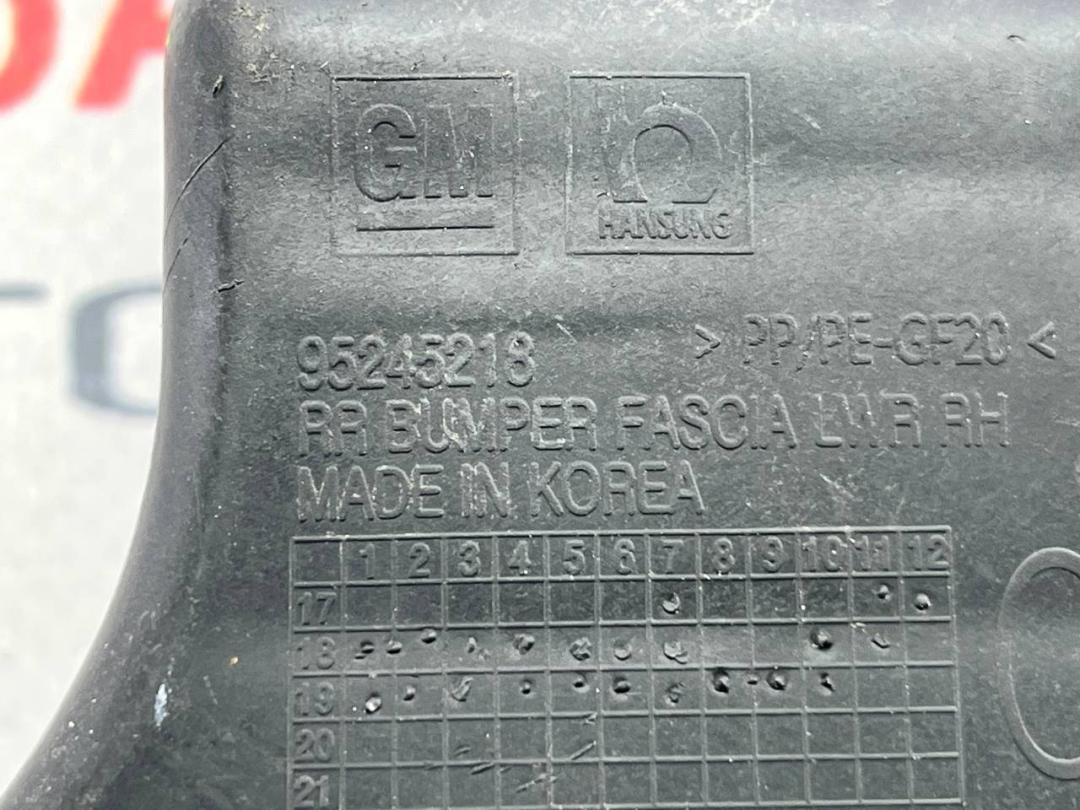 GM
HANSUNG
95245218
> PP/PE-GF20 <
RR BUMPER FASCIA LWR RH
MADE IN KOREA
1 2 3 4 5 6 7 8 9 10 11 12
17
18
19
20
21